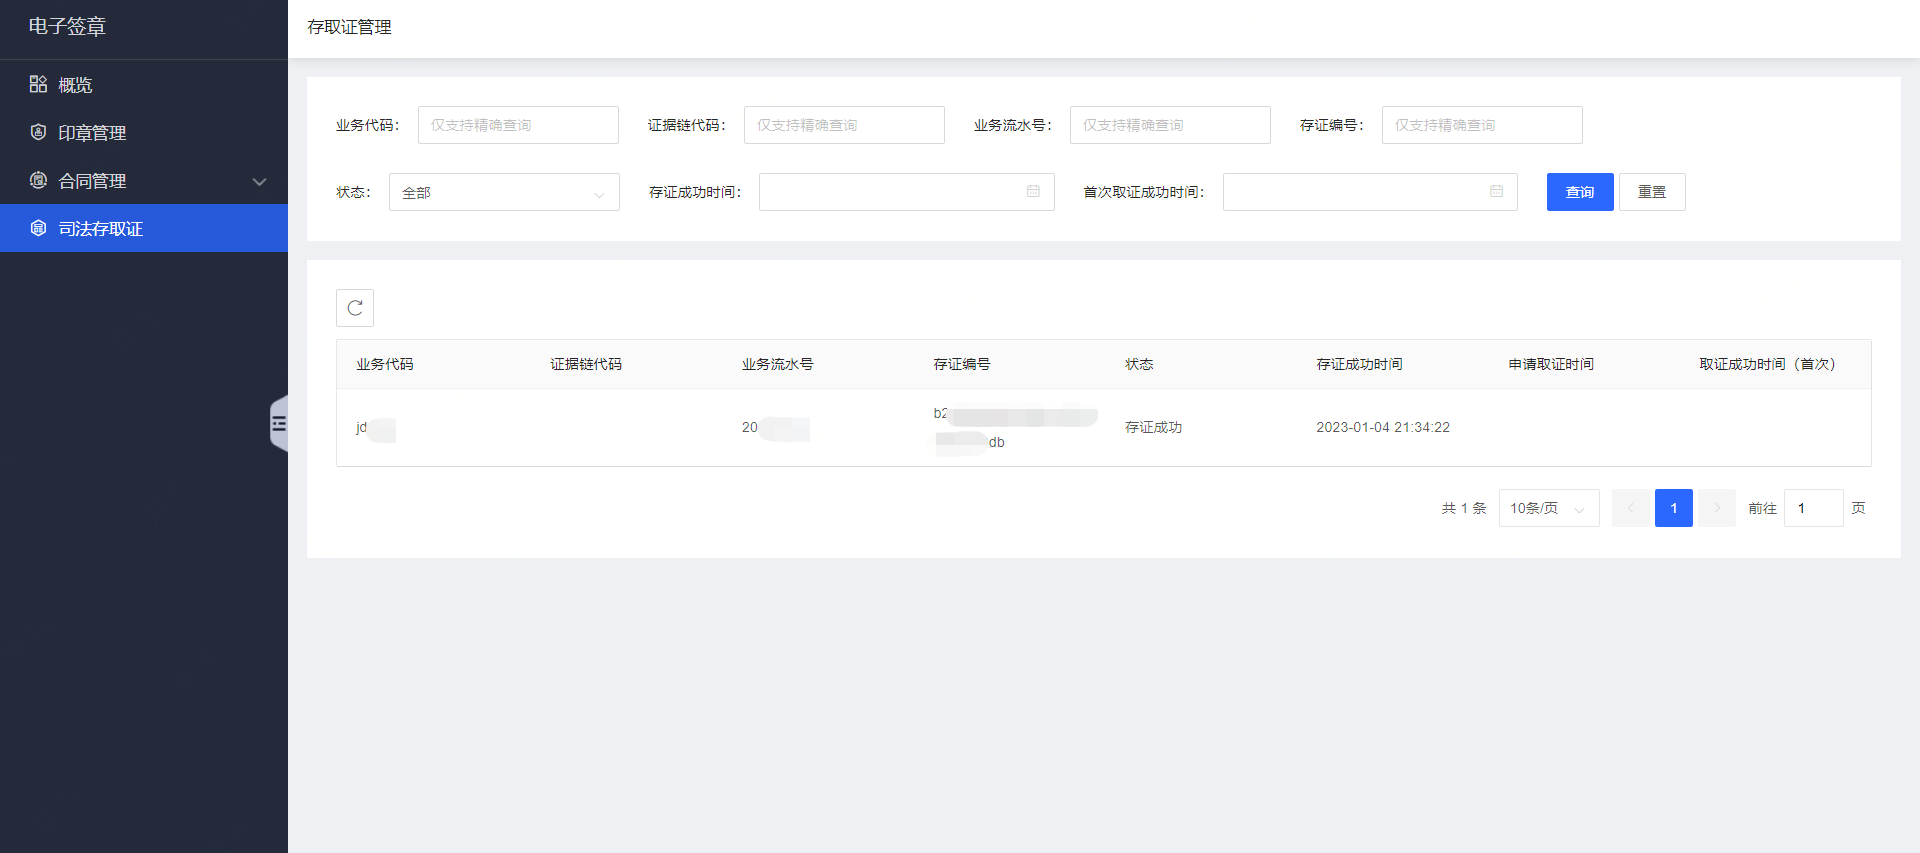 电子签章
存取证管理
概览
印章管理
合同管理
司法存取证
业务代码： 仅支持精确查询 证据链代码： 仅支持精确查询 业务流水号： 仅支持精确查询 存证编号： 仅支持精确查询
状态： 全部 存证成功时间： 首次取证成功时间： 查询 重置
业务代码 证据链代码 业务流水号 存证编号 状态 存证成功时间 申请取证时间 取证成功时间（首次）
jd 20 b2 存证成功 2023-01-04 21:34:22
db
共 1 条 10条/页 1 前往 1 页